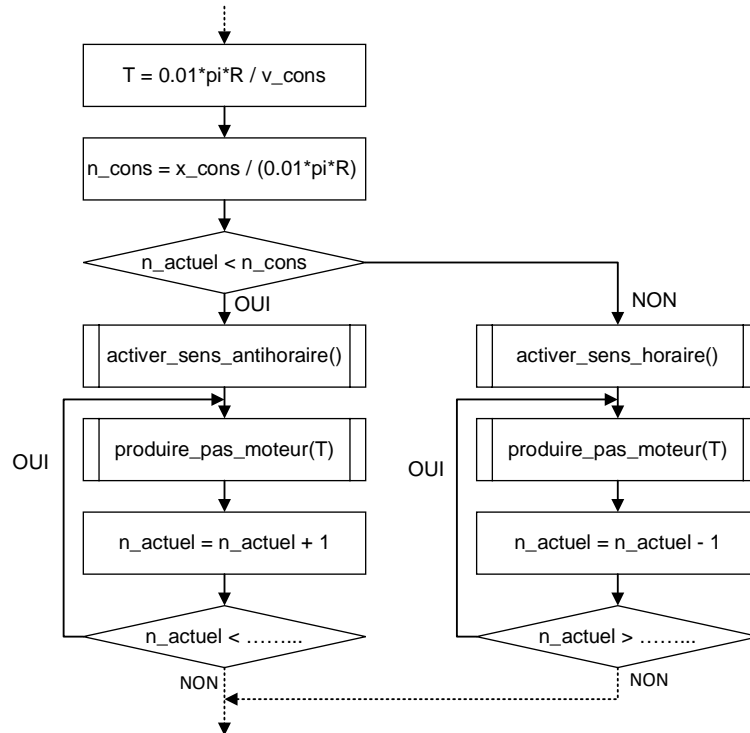 T = 0.01*pi*R / v_cons
n_cons = x_cons / (0.01*pi*R)
n_actuel < n_cons
OUI
NON
activer_sens_antihoraire()
activer_sens_horaire()
OUI
produire_pas_moteur(T)
OUI
produire_pas_moteur(T)
n_actuel = n_actuel + 1
n_actuel = n_actuel - 1
n_actuel < ……...
n_actuel > ……...
NON
NON